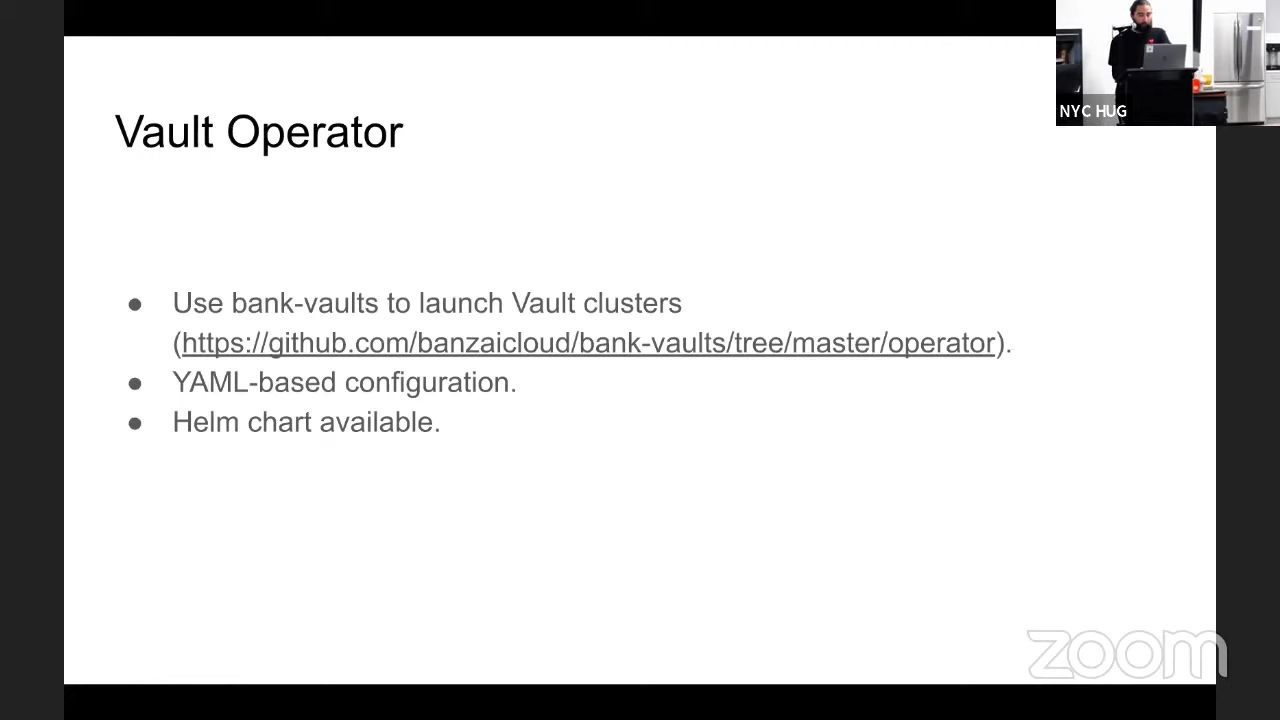 Vault Operator
● Use bank-vaults to launch Vault clusters
(https://github.com/banzaicloud/bank-vaults/tree/master/operator).
● YAML-based configuration.
● Helm chart available.
NYC HUG
zoom